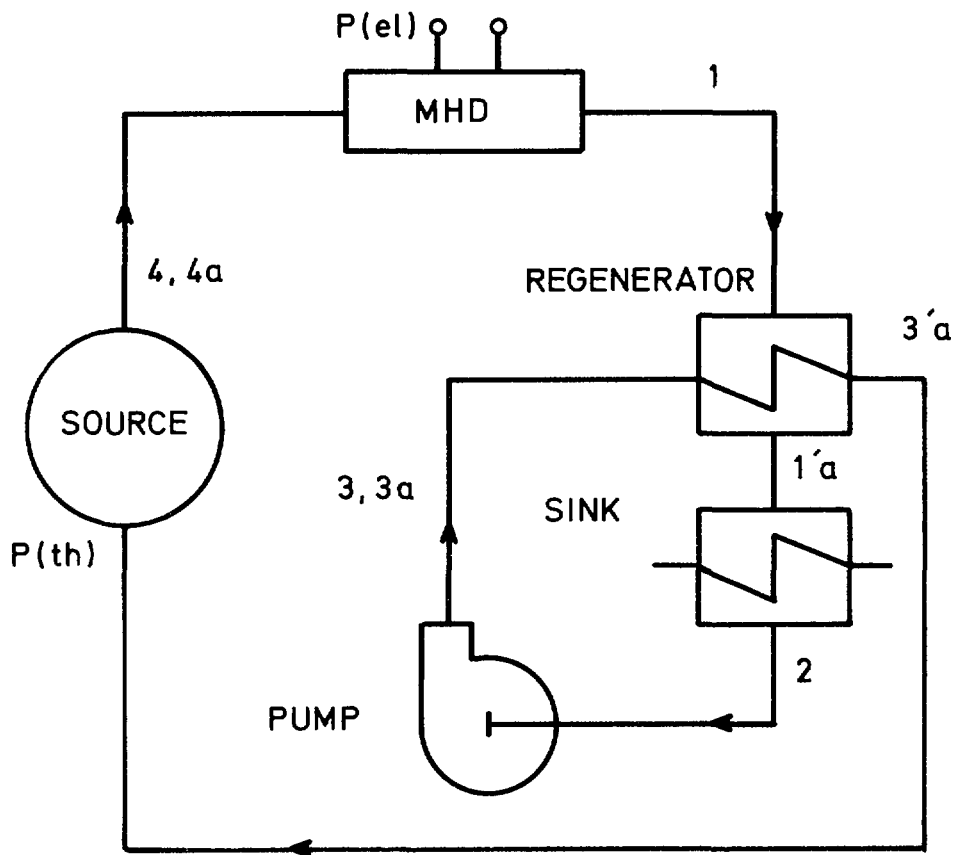 P(el)
MHD
1
4, 4a
REGENERATOR
3´a
SOURCE
1´a
3, 3a
SINK
P(th)
2
PUMP